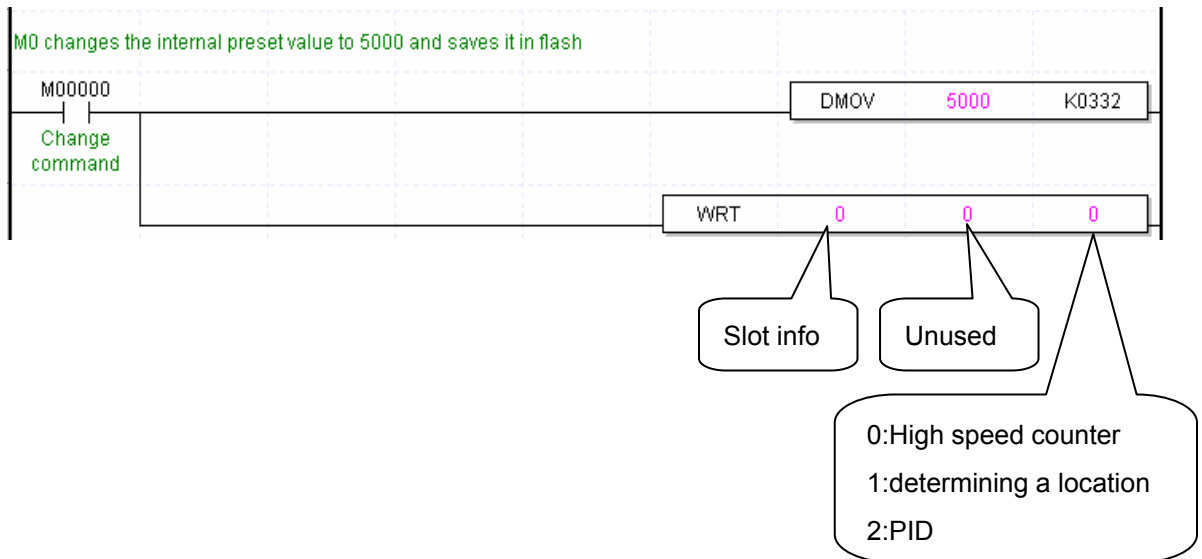 M0 changes the internal preset value to 5000 and saves it in flash
M00000
DMOV 5000 K0332
Change
command
WRT 0 0 0
Slot info
Unused
0:High speed counter
1:determining a location
2:PID